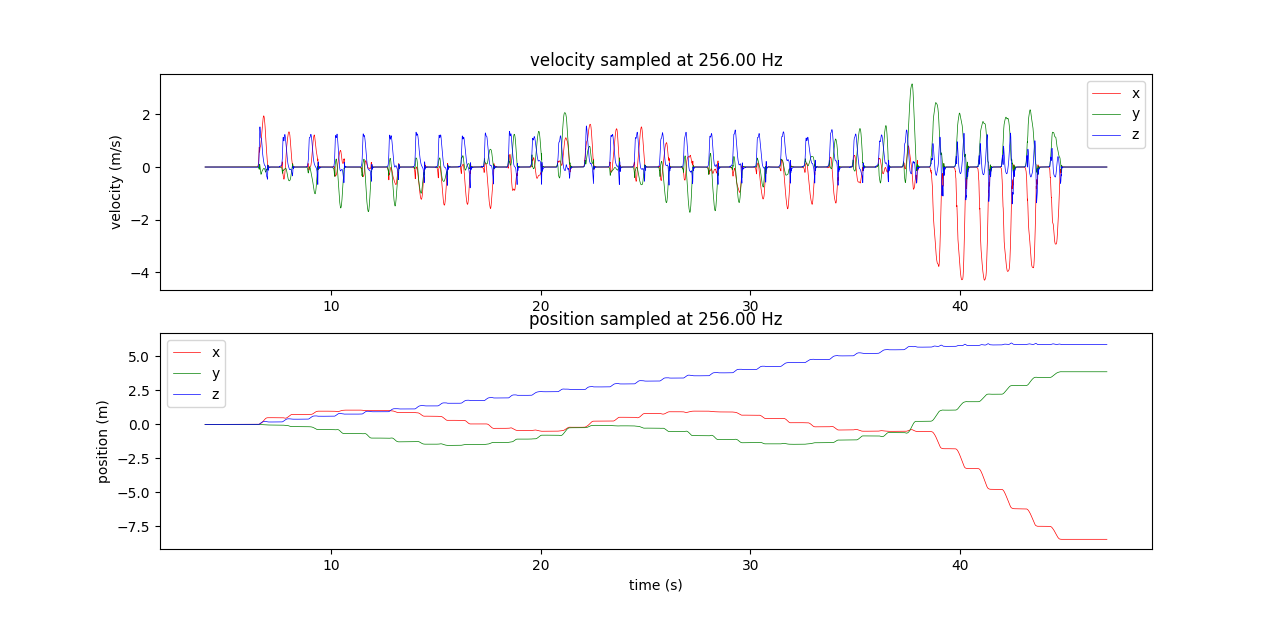 velocity sampled at 256.00 Hz
velocity (m/s)
2
0
−2
−4
10
20
30
40
x
y
z
position sampled at 256.00 Hz
position (m)
5.0
2.5
0.0
−2.5
−5.0
−7.5
x
y
z
10
20
30
40
time (s)